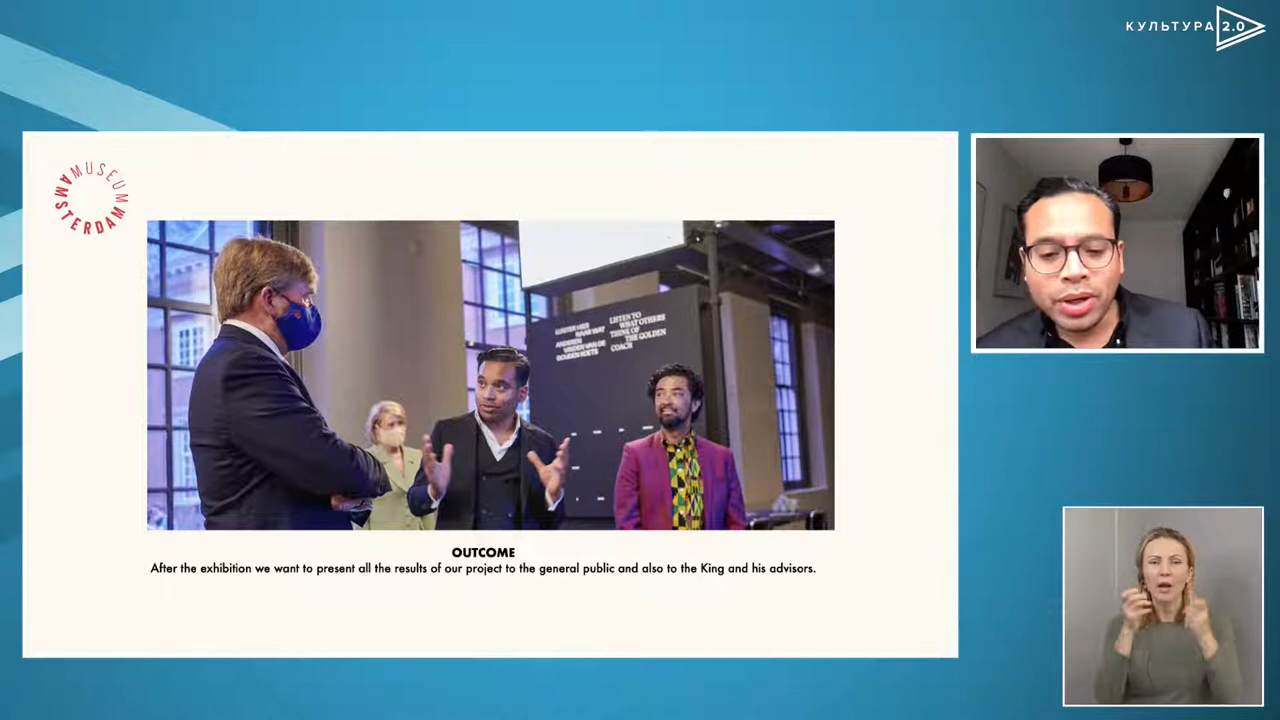 КУЛЬТУРА 2.0
AMSTERDAM MUSEUM
LUISTER HIER
NAAR WAT
ANDEREN
VINDEN VAN DE
GOUDEN KOETS
LISTEN TO
WHAT OTHERS
THINK OF
THE GOLDEN
COACH
OUTCOME
After the exhibition we want to present all the results of our project to the general public and also to the King and his advisors.